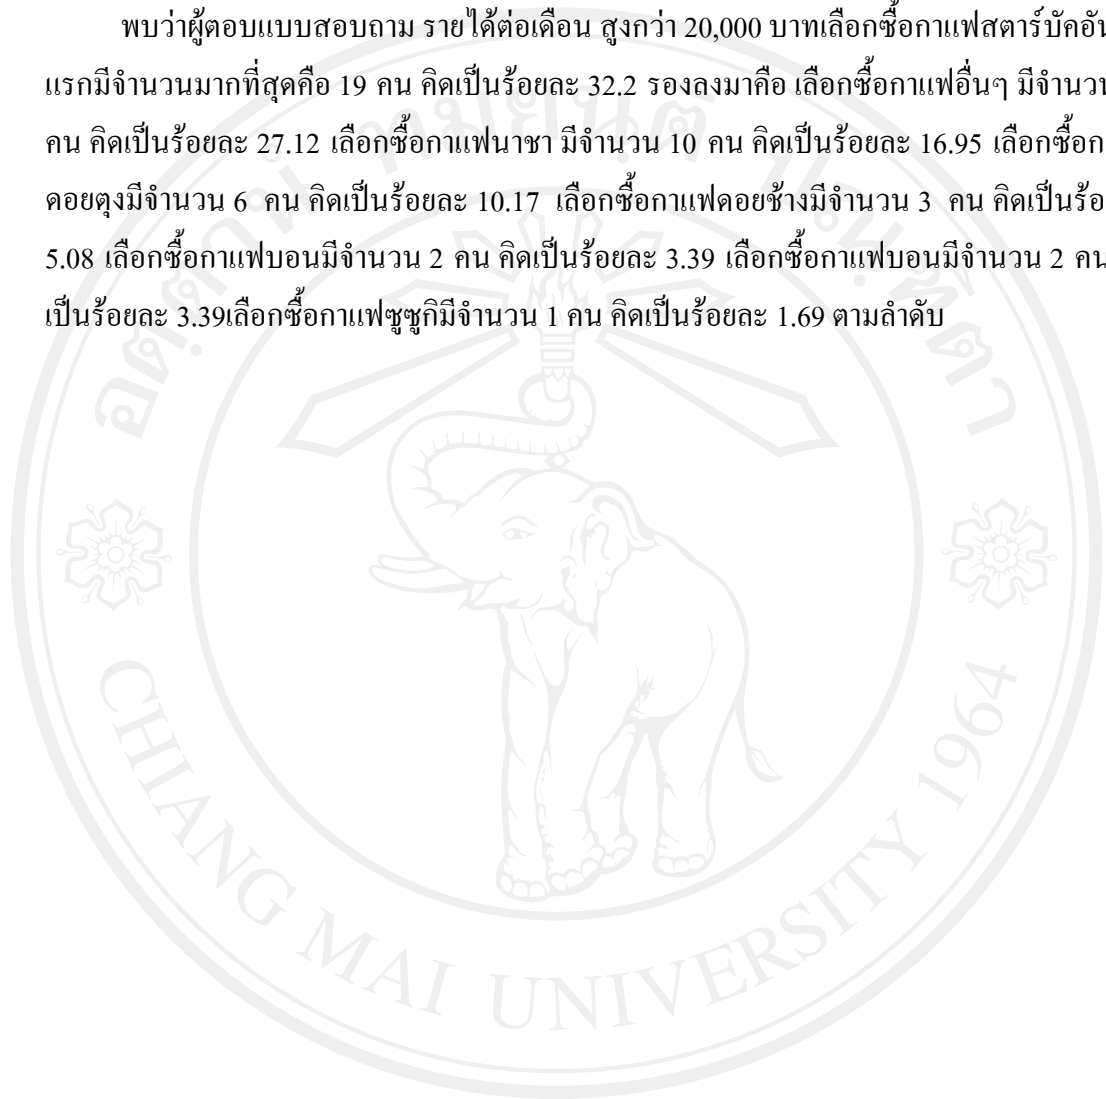 พบว่าผู้ตอบแบบสอบถาม รายได้ต่อเดือน สูงกว่า 20,000 บาทเลือกซื้อกาแฟสตาร์บัคอัน
แรกมีจำนวนมากที่สุดคือ 19 คน คิดเป็นร้อยละ 32.2 รองลงมาคือ เลือกซื้อกาแฟอื่นๆ มีจำนวน
คน คิดเป็นร้อยละ 27.12 เลือกซื้อกาแฟนาชา มีจำนวน 10 คน คิดเป็นร้อยละ 16.95 เลือกซื้อก
ดอยตุงมีจำนวน 6 คน คิดเป็นร้อยละ 10.17 เลือกซื้อกาแฟดอยช้างมีจำนวน 3 คน คิดเป็นร้อ
5.08 เลือกซื้อกาแฟบอนมีจำนวน 2 คน คิดเป็นร้อยละ 3.39 เลือกซื้อกาแฟบอนมีจำนวน 2 คน
เป็นร้อยละ 3.39เลือกซื้อกาแฟซูซูกิมีจำนวน 1 คน คิดเป็นร้อยละ 1.69 ตามลำดับ
CHIANG MAI UNIVERSITY 1964